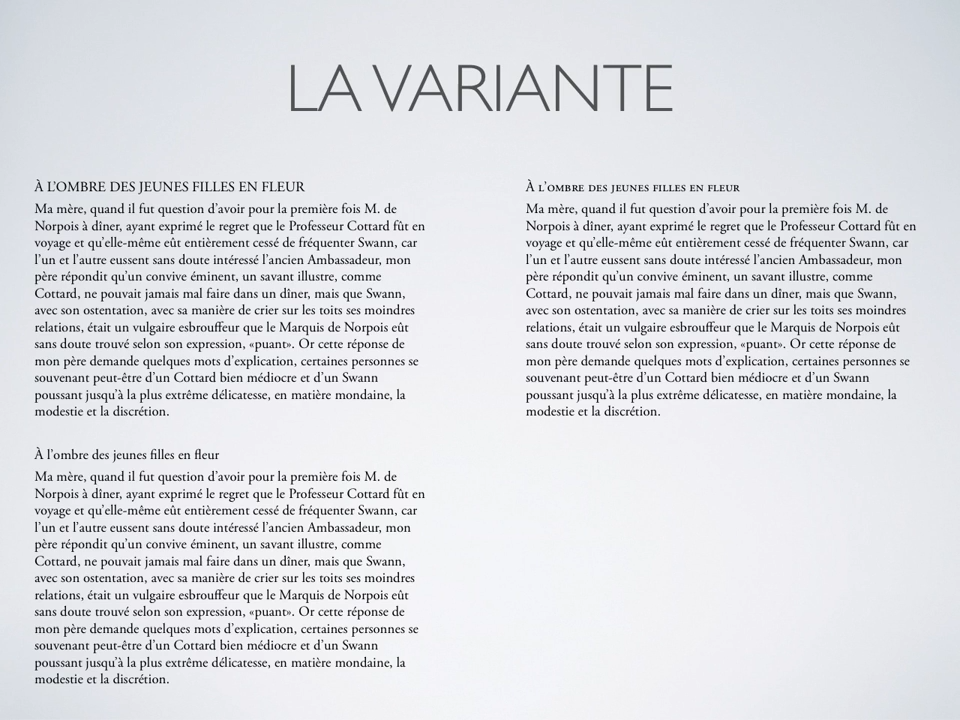 LA VARIANTE
À L'OMBRE DES JEUNES FILLES EN FLEUR
Ma mère, quand il fut question d'avoir pour la première fois M. de
Norpois à dîner, ayant exprimé le regret que le Professeur Cottard fût en
voyage et qu'elle-même eût entièrement cessé de fréquenter Swann, car
l'un et l'autre eussent sans doute intéressé l'ancien Ambassadeur, mon
père répondit qu'un convive éminent, un savant illustre, comme
Cottard, ne pouvait jamais mal faire dans un dîner, mais que Swann,
avec son ostentation, avec sa manière de crier sur les toits ses moindres
relations, était un vulgaire esbrouffeur que le Marquis de Norpois eût
sans doute trouvé selon son expression, «puant». Or cette réponse de
mon père demande quelques mots d'explication, certaines personnes se
souvenant peut-être d'un Cottard bien médiocre et d'un Swann
poussant jusqu'à la plus extrême délicatesse, en matière mondaine, la
modestie et la discrétion.
À l'ombre des jeunes filles en fleur
Ma mère, quand il fut question d'avoir pour la première fois M. de
Norpois à dîner, ayant exprimé le regret que le Professeur Cottard fût en
voyage et qu'elle-même eût entièrement cessé de fréquenter Swann, car
l'un et l'autre eussent sans doute intéressé l'ancien Ambassadeur, mon
père répondit qu'un convive éminent, un savant illustre, comme
Cottard, ne pouvait jamais mal faire dans un dîner, mais que Swann,
avec son ostentation, avec sa manière de crier sur les toits ses moindres
relations, était un vulgaire esbrouffeur que le Marquis de Norpois eût
sans doute trouvé selon son expression, «puant». Or cette réponse de
mon père demande quelques mots d'explication, certaines personnes se
souvenant peut-être d'un Cottard bien médiocre et d'un Swann
poussant jusqu'à la plus extrême délicatesse, en matière mondaine, la
modestie et la discrétion.
À l'ombre des jeunes filles en fleur
Ma mère, quand il fut question d'avoir pour la première fois M. de
Norpois à dîner, ayant exprimé le regret que le Professeur Cottard fût en
voyage et qu'elle-même eût entièrement cessé de fréquenter Swann, car
l'un et l'autre eussent sans doute intéressé l'ancien Ambassadeur, mon
père répondit qu'un convive éminent, un savant illustre, comme
Cottard, ne pouvait jamais mal faire dans un dîner, mais que Swann,
avec son ostentation, avec sa manière de crier sur les toits ses moindres
relations, était un vulgaire esbrouffeur que le Marquis de Norpois eût
sans doute trouvé selon son expression, «puant». Or cette réponse de
mon père demande quelques mots d'explication, certaines personnes se
souvenant peut-être d'un Cottard bien médiocre et d'un Swann
poussant jusqu'à la plus extrême délicatesse, en matière mondaine, la
modestie et la discrétion.